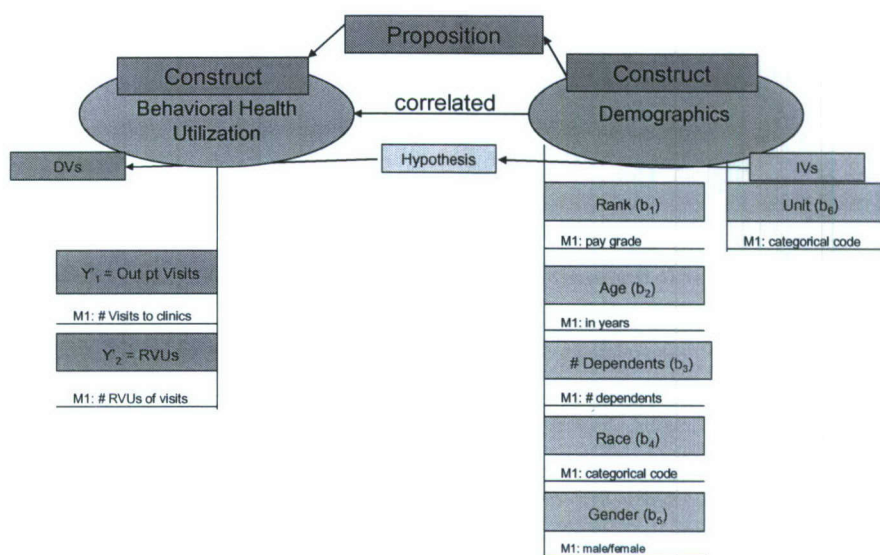 Proposition
Construct
Construct
Behavioral Health
Utilization
correlated
Demographics
DVs
Hypothesis
IVs
Rank (b₁)
Unit (b₆)
M1: pay grade
M1: categorical code
Y'₁ = Out pt Visits
Age (b₂)
M1: # Visits to clinics
M1: in years
Y'₂ = RVUs
# Dependents (b₃)
M1: # RVUs of visits
M1: # dependents
Race (b₄)
M1: categorical code
Gender (b₅)
M1: male/female